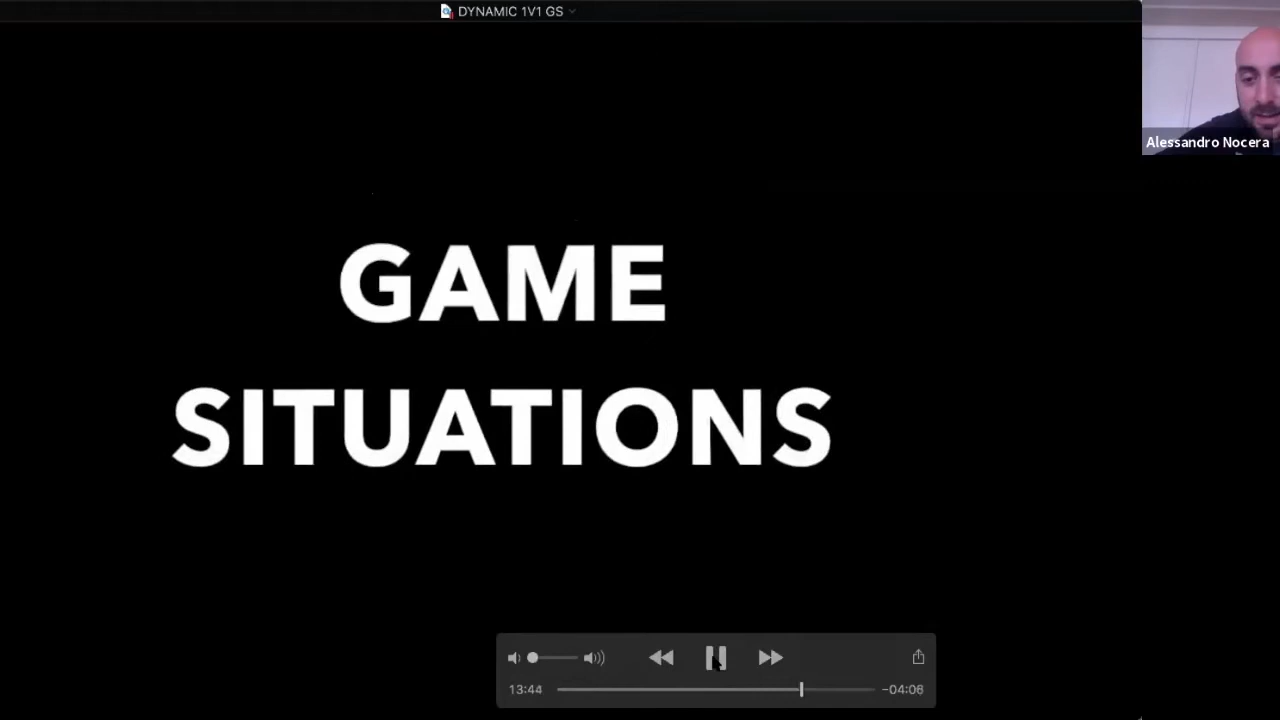 DYNAMIC 1V1 GS
Alessandro Nocera
GAME
SITUATIONS
13:44
-04:06